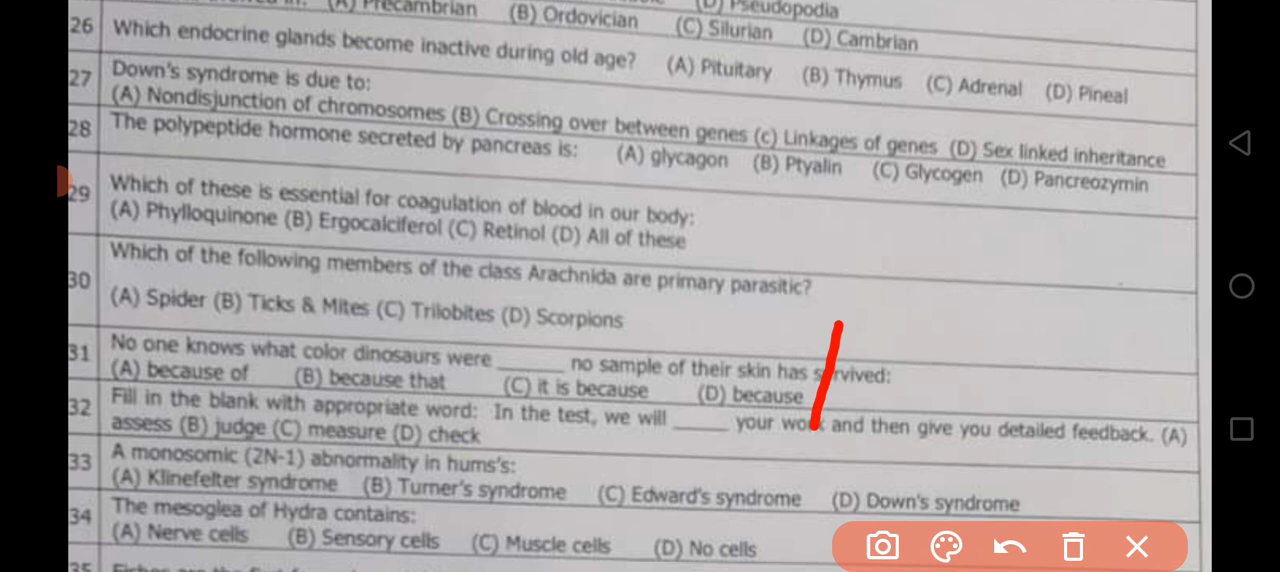 (A) Precambrian (B) Ordovician (C) Silurian (D) Cambrian
(D) Pseudopodia
26 Which endocrine glands become inactive during old age? (A) Pituitary (B) Thymus (C) Adrenal (D) Pineal
27 Down's syndrome is due to:
(A) Nondisjunction of chromosomes (B) Crossing over between genes (c) Linkages of genes (D) Sex linked inheritance
28 The polypeptide hormone secreted by pancreas is: (A) glycagon (B) Ptyalin (C) Glycogen (D) Pancreozymin
29 Which of these is essential for coagulation of blood in our body:
(A) Phylloquinone (B) Ergocalciferol (C) Retinol (D) All of these
30 Which of the following members of the class Arachnida are primary parasitic?
(A) Spider (B) Ticks & Mites (C) Trilobites (D) Scorpions
31 No one knows what color dinosaurs were ______ no sample of their skin has survived:
(A) because of (B) because that (C) it is because (D) because
32 Fill in the blank with appropriate word: In the test, we will _____ your work and then give you detailed feedback. (A)
assess (B) judge (C) measure (D) check
33 A monosomic (2N-1) abnormality in hums's:
(A) Klinefelter syndrome (B) Turner's syndrome (C) Edward's syndrome (D) Down's syndrome
34 The mesoglea of Hydra contains:
(A) Nerve cells (B) Sensory cells (C) Muscle cells (D) No cells
35